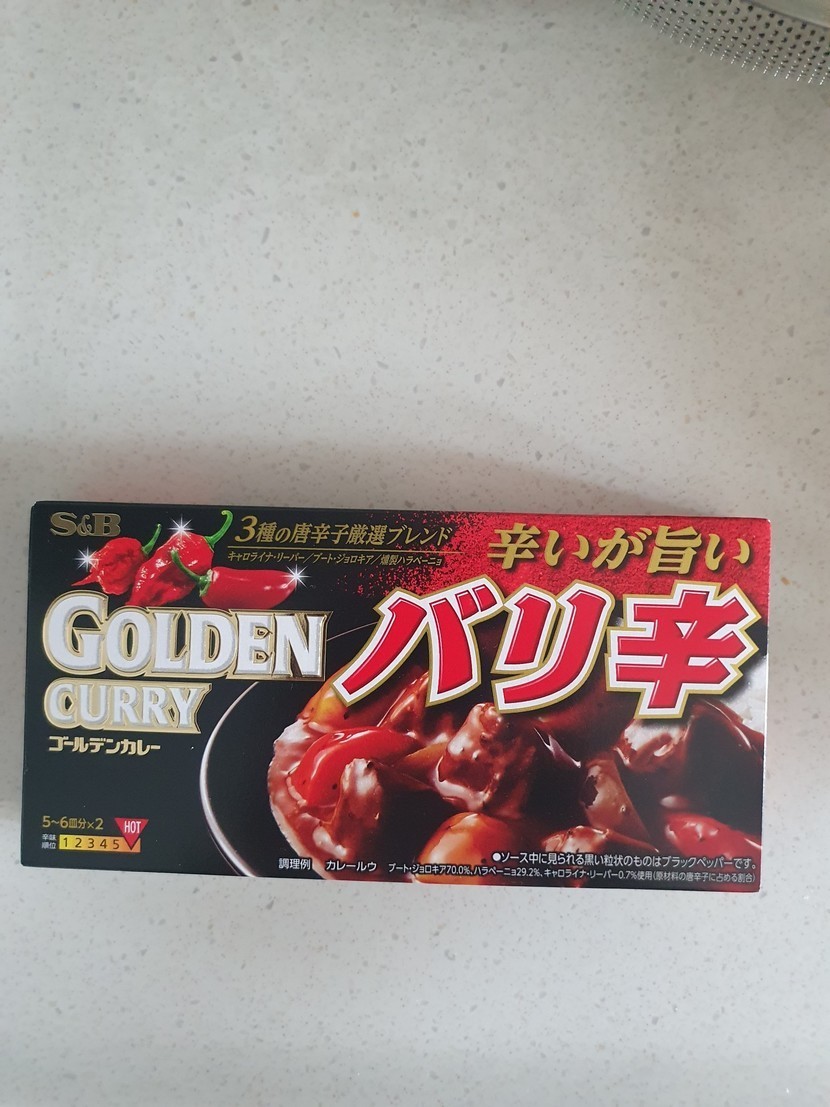 S&B
3種の唐辛子厳選ブレンド
キャロライナ・リーパー/ブート・ジョロキア/燻製ハラペーニョ
辛いが旨い
GOLDEN
CURRY
ゴールデンカレー
バリ辛
5〜6皿分×2
辛味
順位
1 2 3 4 5
HOT
調理例 カレールウ
●ソース中に見られる黒い粒状のものはブラックペッパーです。
ブート・ジョロキア70.0%、ハラペーニョ29.2%、キャロライナ・リーパー0.7%使用(原材料の唐辛子に占める割合)